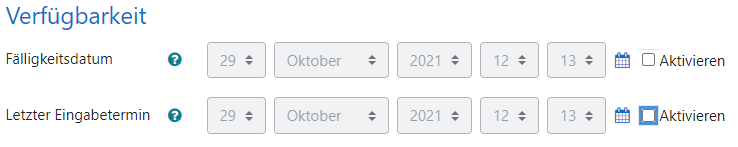 Verfügbarkeit
Fälligkeitsdatum 29 Oktober 2021 12 13 Aktivieren
Letzter Eingabetermin 29 Oktober 2021 12 13 Aktivieren